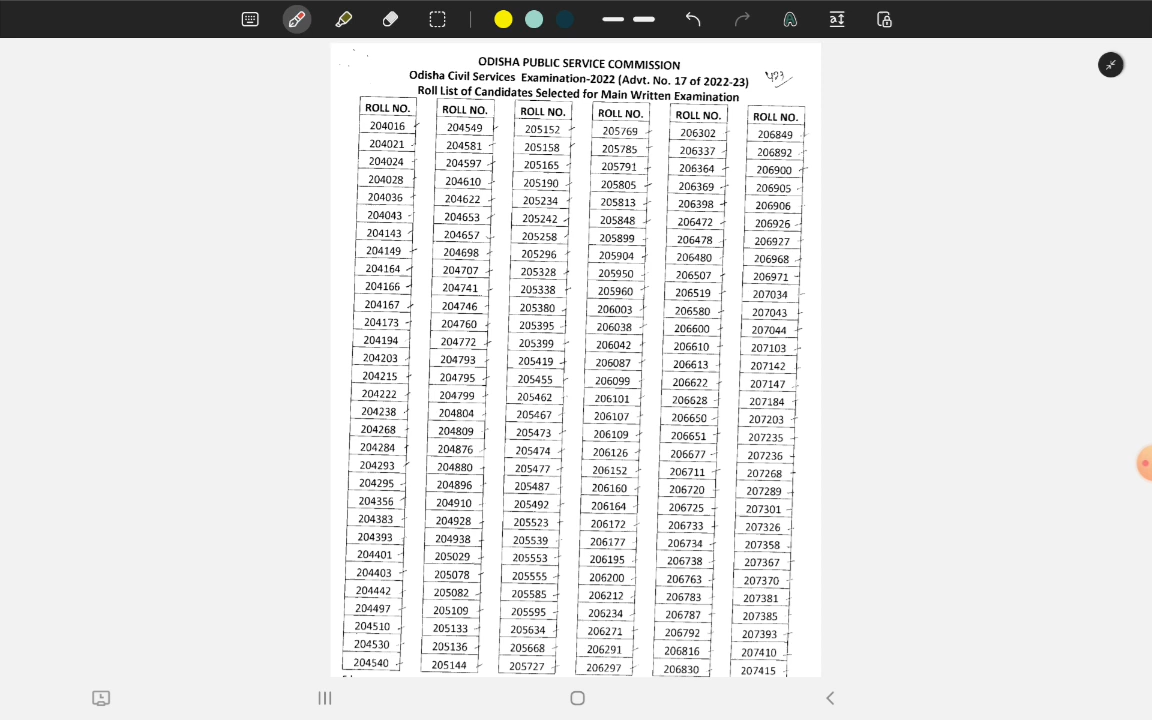 ODISHA PUBLIC SERVICE COMMISSION
Odisha Civil Services Examination-2022 (Advt. No. 17 of 2022-23)
Roll List of Candidates Selected for Main Written Examination
ROLL NO. ROLL NO. ROLL NO. ROLL NO. ROLL NO. ROLL NO.
204016 204549 205152 205769 206302 206849
204021 204581 205158 205785 206337 206892
204024 204597 205165 205791 206364 206900
204028 204610 205190 205805 206369 206905
204036 204622 205234 205813 206398 206906
204043 204653 205242 205848 206472 206926
204143 204657 205258 205899 206478 206927
204149 204698 205296 205904 206480 206968
204164 204707 205328 205950 206507 206971
204166 204741 205338 205960 206519 207034
204167 204746 205380 206003 206580 207043
204173 204760 205395 206038 206600 207044
204194 204772 205399 206042 206610 207103
204203 204793 205419 206087 206613 207142
204215 204795 205455 206099 206622 207147
204222 204799 205462 206101 206628 207184
204238 204804 205467 206107 206650 207203
204268 204809 205473 206109 206651 207235
204284 204876 205474 206126 206677 207236
204293 204880 205477 206152 206711 207268
204295 204896 205487 206160 206720 207289
204356 204910 205492 206164 206725 207301
204383 204928 205523 206172 206733 207326
204393 204938 205539 206177 206734 207358
204401 205029 205553 206195 206738 207367
204403 205078 205555 206200 206763 207370
204442 205082 205585 206212 206783 207381
204497 205109 205595 206234 206787 207385
204510 205133 205634 206271 206792 207393
204530 205136 205668 206291 206816 207410
204540 205144 205727 206297 206830 207415